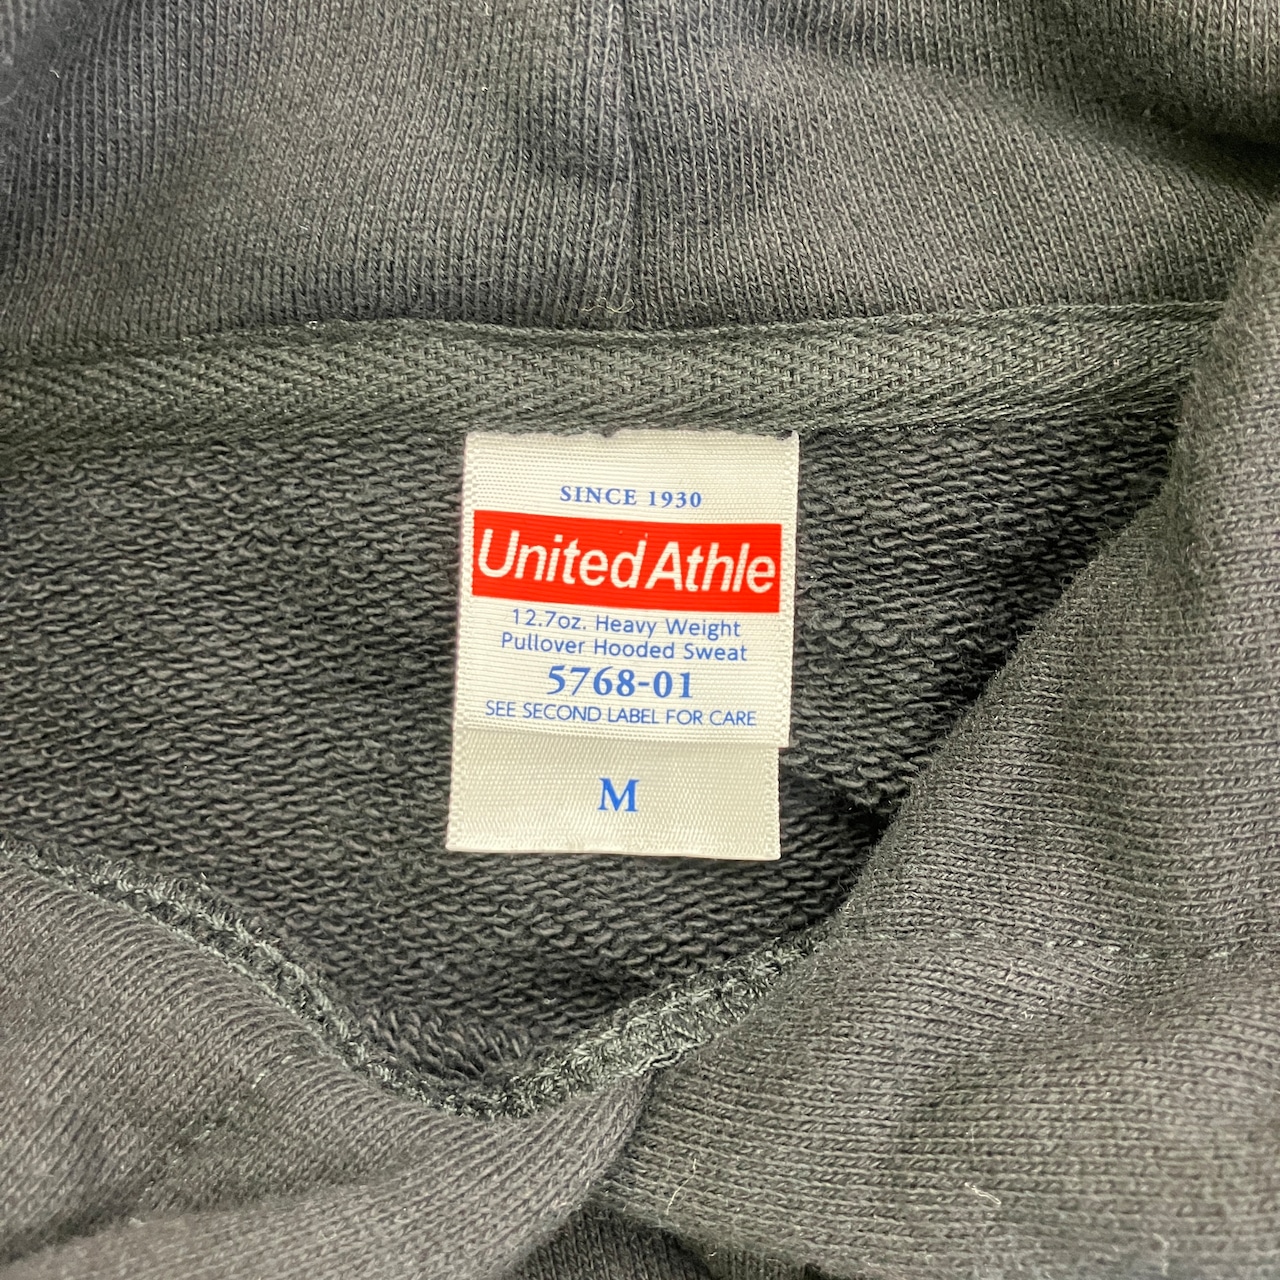 SINCE 1930
United Athle
12.7oz. Heavy Weight
Pullover Hooded Sweat
5768-01
SEE SECOND LABEL FOR CARE
M